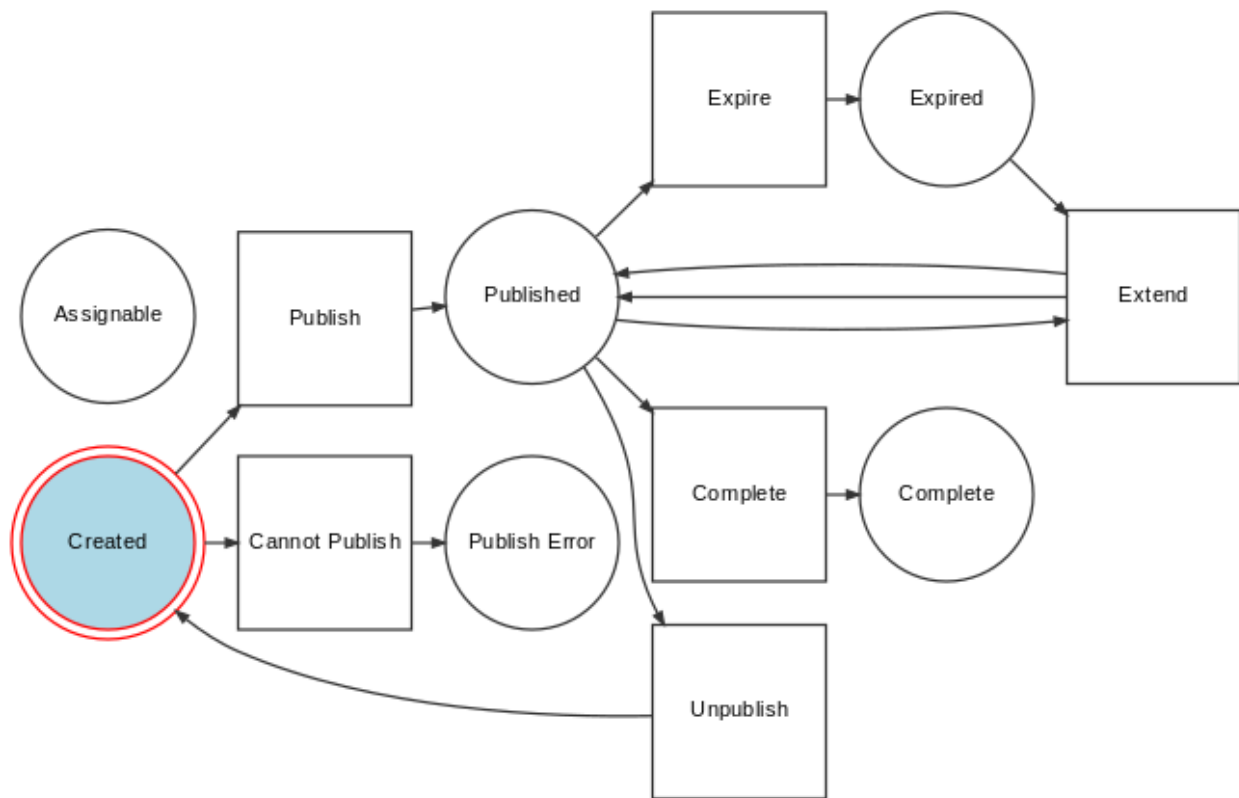 Expire
Expired
Assignable
Publish
Published
Extend
Created
Cannot Publish
Publish Error
Complete
Complete
Unpublish